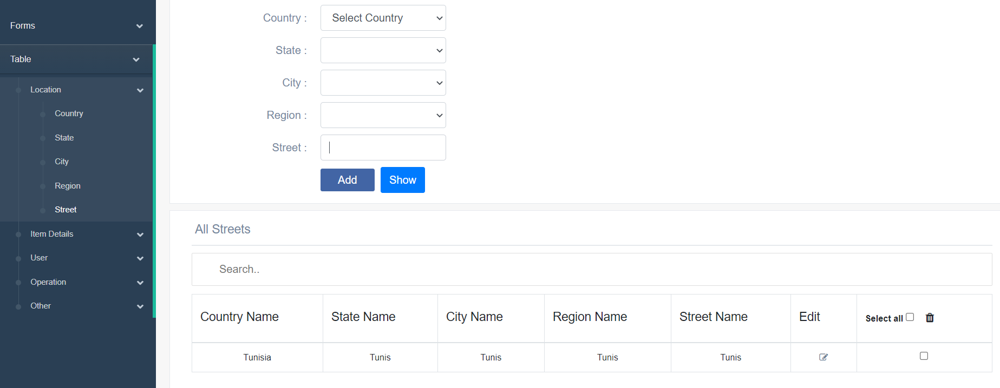 Forms
Table
Location
Country
State
City
Region
Street
Item Details
User
Operation
Other
Country : Select Country
State :
City :
Region :
Street :
Add Show
All Streets
Search..
Country Name State Name City Name Region Name Street Name Edit Select all
Tunisia Tunis Tunis Tunis Tunis